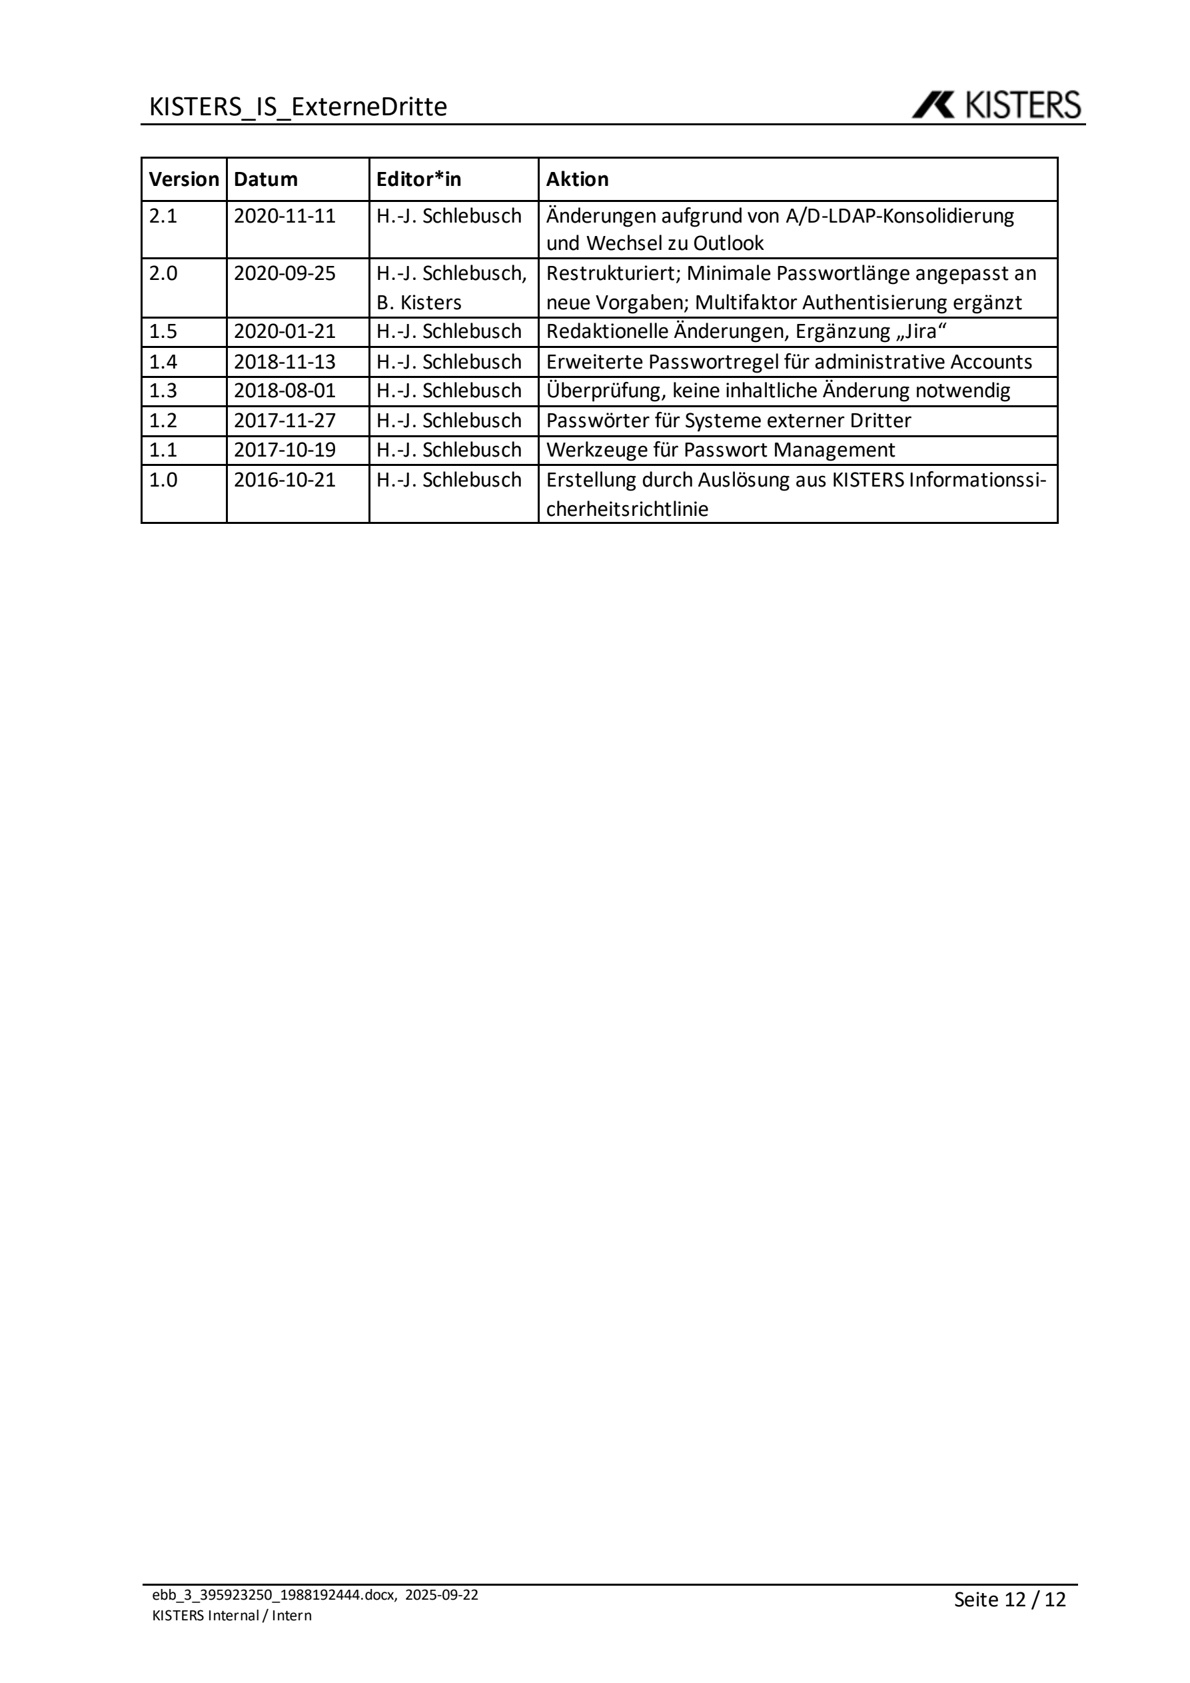 KISTERS_IS_ExterneDritte
KISTERS
Version Datum Editor*in Aktion
2.1 2020-11-11 H.-J. Schlebusch Änderungen aufgrund von A/D-LDAP-Konsolidierung
und Wechsel zu Outlook
2.0 2020-09-25 H.-J. Schlebusch, Restrukturiert; Minimale Passwortlänge angepasst an
B. Kisters neue Vorgaben; Multifaktor Authentisierung ergänzt
1.5 2020-01-21 H.-J. Schlebusch Redaktionelle Änderungen, Ergänzung „Jira“
1.4 2018-11-13 H.-J. Schlebusch Erweiterte Passwortregel für administrative Accounts
1.3 2018-08-01 H.-J. Schlebusch Überprüfung, keine inhaltliche Änderung notwendig
1.2 2017-11-27 H.-J. Schlebusch Passwörter für Systeme externer Dritter
1.1 2017-10-19 H.-J. Schlebusch Werkzeuge für Passwort Management
1.0 2016-10-21 H.-J. Schlebusch Erstellung durch Auslösung aus KISTERS Informationssi-
cherheitsrichtlinie
ebb_3_395923250_1988192444.docx, 2025-09-22
KISTERS Internal / Intern
Seite 12 / 12